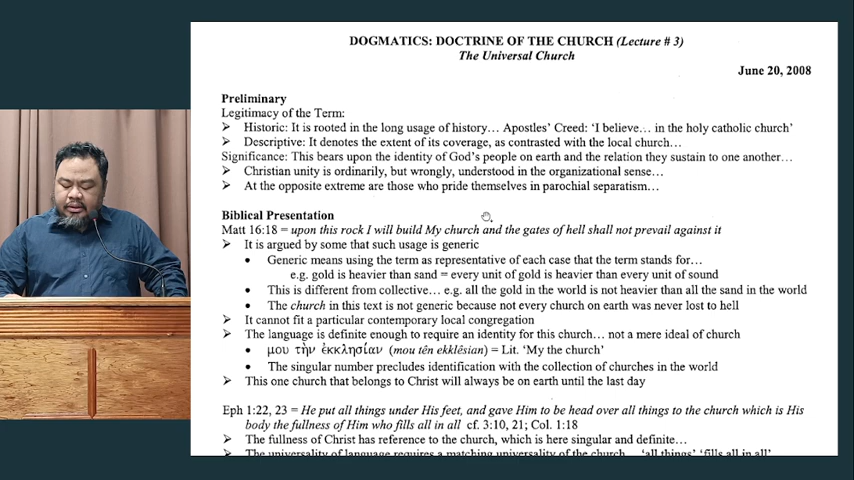 DOGMATICS: DOCTRINE OF THE CHURCH (Lecture # 3)
The Universal Church
June 20, 2008
Preliminary
Legitimacy of the Term:
➢ Historic: It is rooted in the long usage of history… Apostles' Creed: 'I believe… in the holy catholic church'
➢ Descriptive: It denotes the extent of its coverage, as contrasted with the local church…
Significance: This bears upon the identity of God's people on earth and the relation they sustain to one another…
➢ Christian unity is ordinarily, but wrongly, understood in the organizational sense…
➢ At the opposite extreme are those who pride themselves in parochial separatism…
Biblical Presentation
Matt 16:18 = upon this rock I will build My church and the gates of hell shall not prevail against it
➢ It is argued by some that such usage is generic
• Generic means using the term as representative of each case that the term stands for…
e.g. gold is heavier than sand = every unit of gold is heavier than every unit of sound
• This is different from collective… e.g. all the gold in the world is not heavier than all the sand in the world
• The church in this text is not generic because not every church on earth was never lost to hell
➢ It cannot fit a particular contemporary local congregation
➢ The language is definite enough to require an identity for this church… not a mere ideal of church
• μου τὴν ἐκκλησίαν (mou tên ekklêsian) = Lit. 'My the church'
• The singular number precludes identification with the collection of churches in the world
➢ This one church that belongs to Christ will always be on earth until the last day
Eph 1:22, 23 = He put all things under His feet, and gave Him to be head over all things to the church which is His
body the fullness of Him who fills all in all cf. 3:10, 21; Col. 1:18
➢ The fullness of Christ has reference to the church, which is here singular and definite…
➢ The universality of language requires a matching universality of the church… 'all things' 'fills all in all'